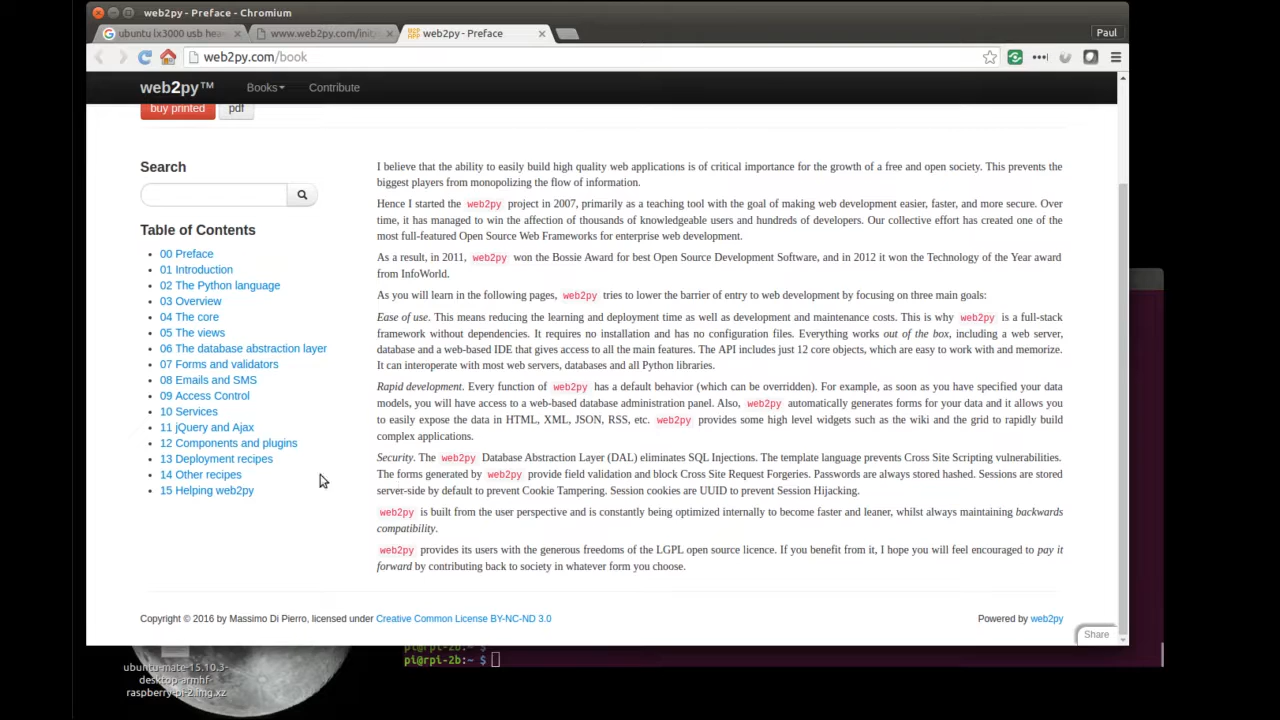 web2py - Preface - Chromium
ubuntu lx3000 usb hea
www.web2py.com/init
web2py - Preface
Paul
web2py.com/book
web2py™
Books
Contribute
buy printed
pdf
Search
Table of Contents
00 Preface
01 Introduction
02 The Python language
03 Overview
04 The core
05 The views
06 The database abstraction layer
07 Forms and validators
08 Emails and SMS
09 Access Control
10 Services
11 jQuery and Ajax
12 Components and plugins
13 Deployment recipes
14 Other recipes
15 Helping web2py
I believe that the ability to easily build high quality web applications is of critical importance for the growth of a free and open society. This prevents the
biggest players from monopolizing the flow of information.
Hence I started the web2py project in 2007, primarily as a teaching tool with the goal of making web development easier, faster, and more secure. Over
time, it has managed to win the affection of thousands of knowledgeable users and hundreds of developers. Our collective effort has created one of the
most full-featured Open Source Web Frameworks for enterprise web development.
As a result, in 2011, web2py won the Bossie Award for best Open Source Development Software, and in 2012 it won the Technology of the Year award
from InfoWorld.
As you will learn in the following pages, web2py tries to lower the barrier of entry to web development by focusing on three main goals:
Ease of use. This means reducing the learning and deployment time as well as development and maintenance costs. This is why web2py is a full-stack
framework without dependencies. It requires no installation and has no configuration files. Everything works out of the box, including a web server,
database and a web-based IDE that gives access to all the main features. The API includes just 12 core objects, which are easy to work with and memorize.
It can interoperate with most web servers, databases and all Python libraries.
Rapid development. Every function of web2py has a default behavior (which can be overridden). For example, as soon as you have specified your data
models, you will have access to a web-based database administration panel. Also, web2py automatically generates forms for your data and it allows you
to easily expose the data in HTML, XML, JSON, RSS, etc. web2py provides some high level widgets such as the wiki and the grid to rapidly build
complex applications.
Security. The web2py Database Abstraction Layer (DAL) eliminates SQL Injections. The template language prevents Cross Site Scripting vulnerabilities.
The forms generated by web2py provide field validation and block Cross Site Request Forgeries. Passwords are always stored hashed. Sessions are stored
server-side by default to prevent Cookie Tampering. Session cookies are UUID to prevent Session Hijacking.
web2py is built from the user perspective and is constantly being optimized internally to become faster and leaner, whilst always maintaining backwards
compatibility.
web2py provides its users with the generous freedoms of the LGPL open source licence. If you benefit from it, I hope you will feel encouraged to pay it
forward by contributing back to society in whatever form you choose.
Copyright © 2016 by Massimo Di Pierro, licensed under Creative Common License BY-NC-ND 3.0
Powered by web2py
Share
pi@rpi-2b:~ $
ubuntu-mate-15.10.3-
desktop-armhf-
raspberry-pi-2.img.xz